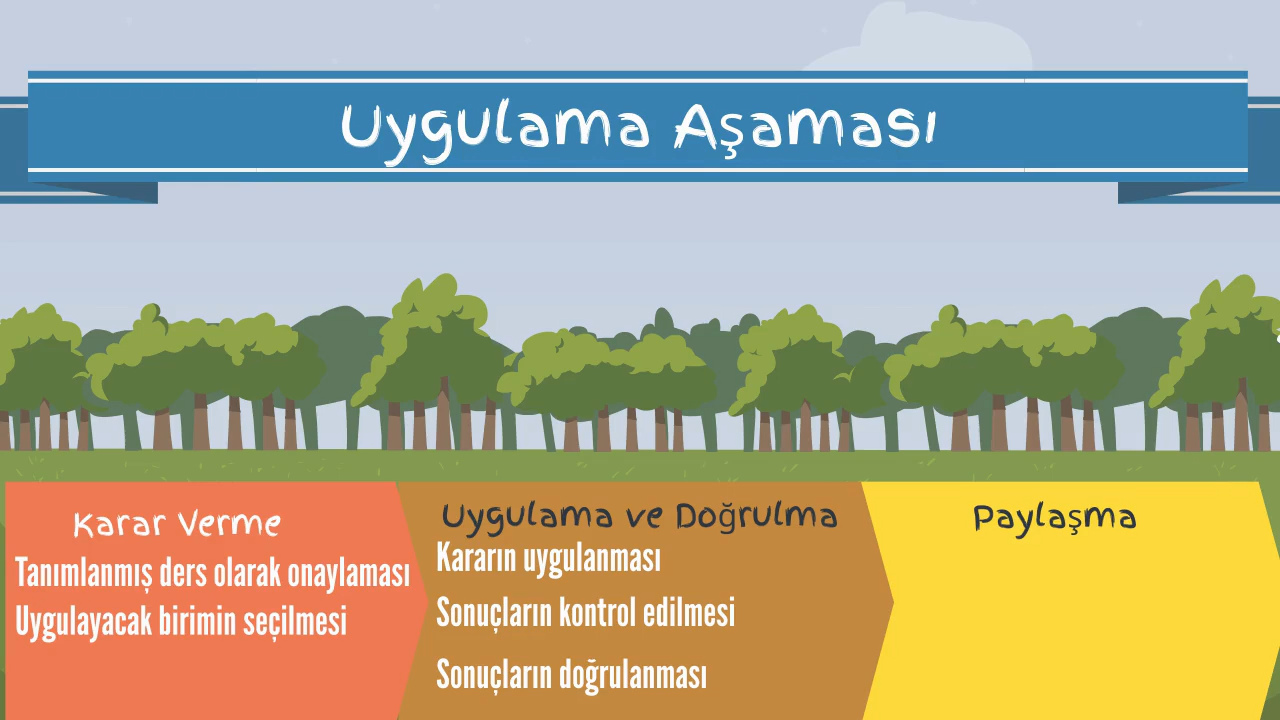 Uygulama Aşaması
Karar Verme
Tanımlanmış ders olarak onaylaması
Uygulayacak birimin seçilmesi
Uygulama ve Doğrulma
Kararın uygulanması
Sonuçların kontrol edilmesi
Sonuçların doğrulanması
Paylaşma